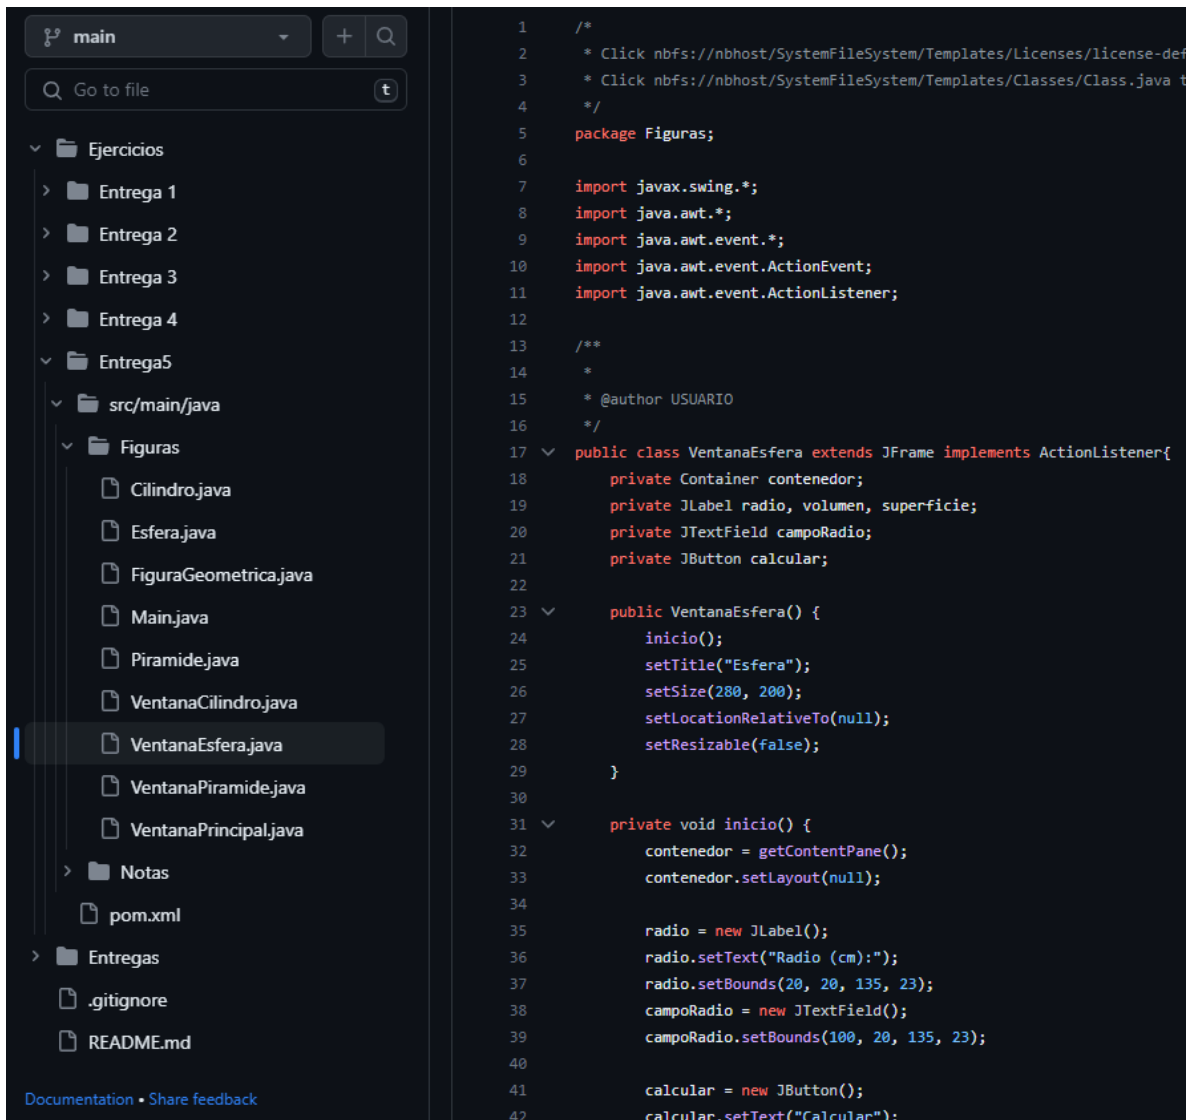 main
Go to file
t
Ejercicios
Entrega 1
Entrega 2
Entrega 3
Entrega 4
Entrega5
src/main/java
Figuras
Cilindro.java
Esfera.java
FiguraGeometrica.java
Main.java
Piramide.java
VentanaCilindro.java
VentanaEsfera.java
VentanaPiramide.java
VentanaPrincipal.java
Notas
pom.xml
Entregas
.gitignore
README.md
Documentation • Share feedback
1 /*
2 * Click nbfs://nbhost/SystemFileSystem/Templates/Licenses/license-def
3 * Click nbfs://nbhost/SystemFileSystem/Templates/Classes/Class.java t
4 */
5 package Figuras;
6
7 import javax.swing.*;
8 import java.awt.*;
9 import java.awt.event.*;
10 import java.awt.event.ActionEvent;
11 import java.awt.event.ActionListener;
12
13 /**
14 *
15 * @author USUARIO
16 */
17 public class VentanaEsfera extends JFrame implements ActionListener{
18 private Container contenedor;
19 private JLabel radio, volumen, superficie;
20 private JTextField campoRadio;
21 private JButton calcular;
22
23 public VentanaEsfera() {
24 inicio();
25 setTitle("Esfera");
26 setSize(280, 200);
27 setLocationRelativeTo(null);
28 setResizable(false);
29 }
30
31 private void inicio() {
32 contenedor = getContentPane();
33 contenedor.setLayout(null);
34
35 radio = new JLabel();
36 radio.setText("Radio (cm):");
37 radio.setBounds(20, 20, 135, 23);
38 campoRadio = new JTextField();
39 campoRadio.setBounds(100, 20, 135, 23);
40
41 calcular = new JButton();
42 calcular.setText("Calcular");